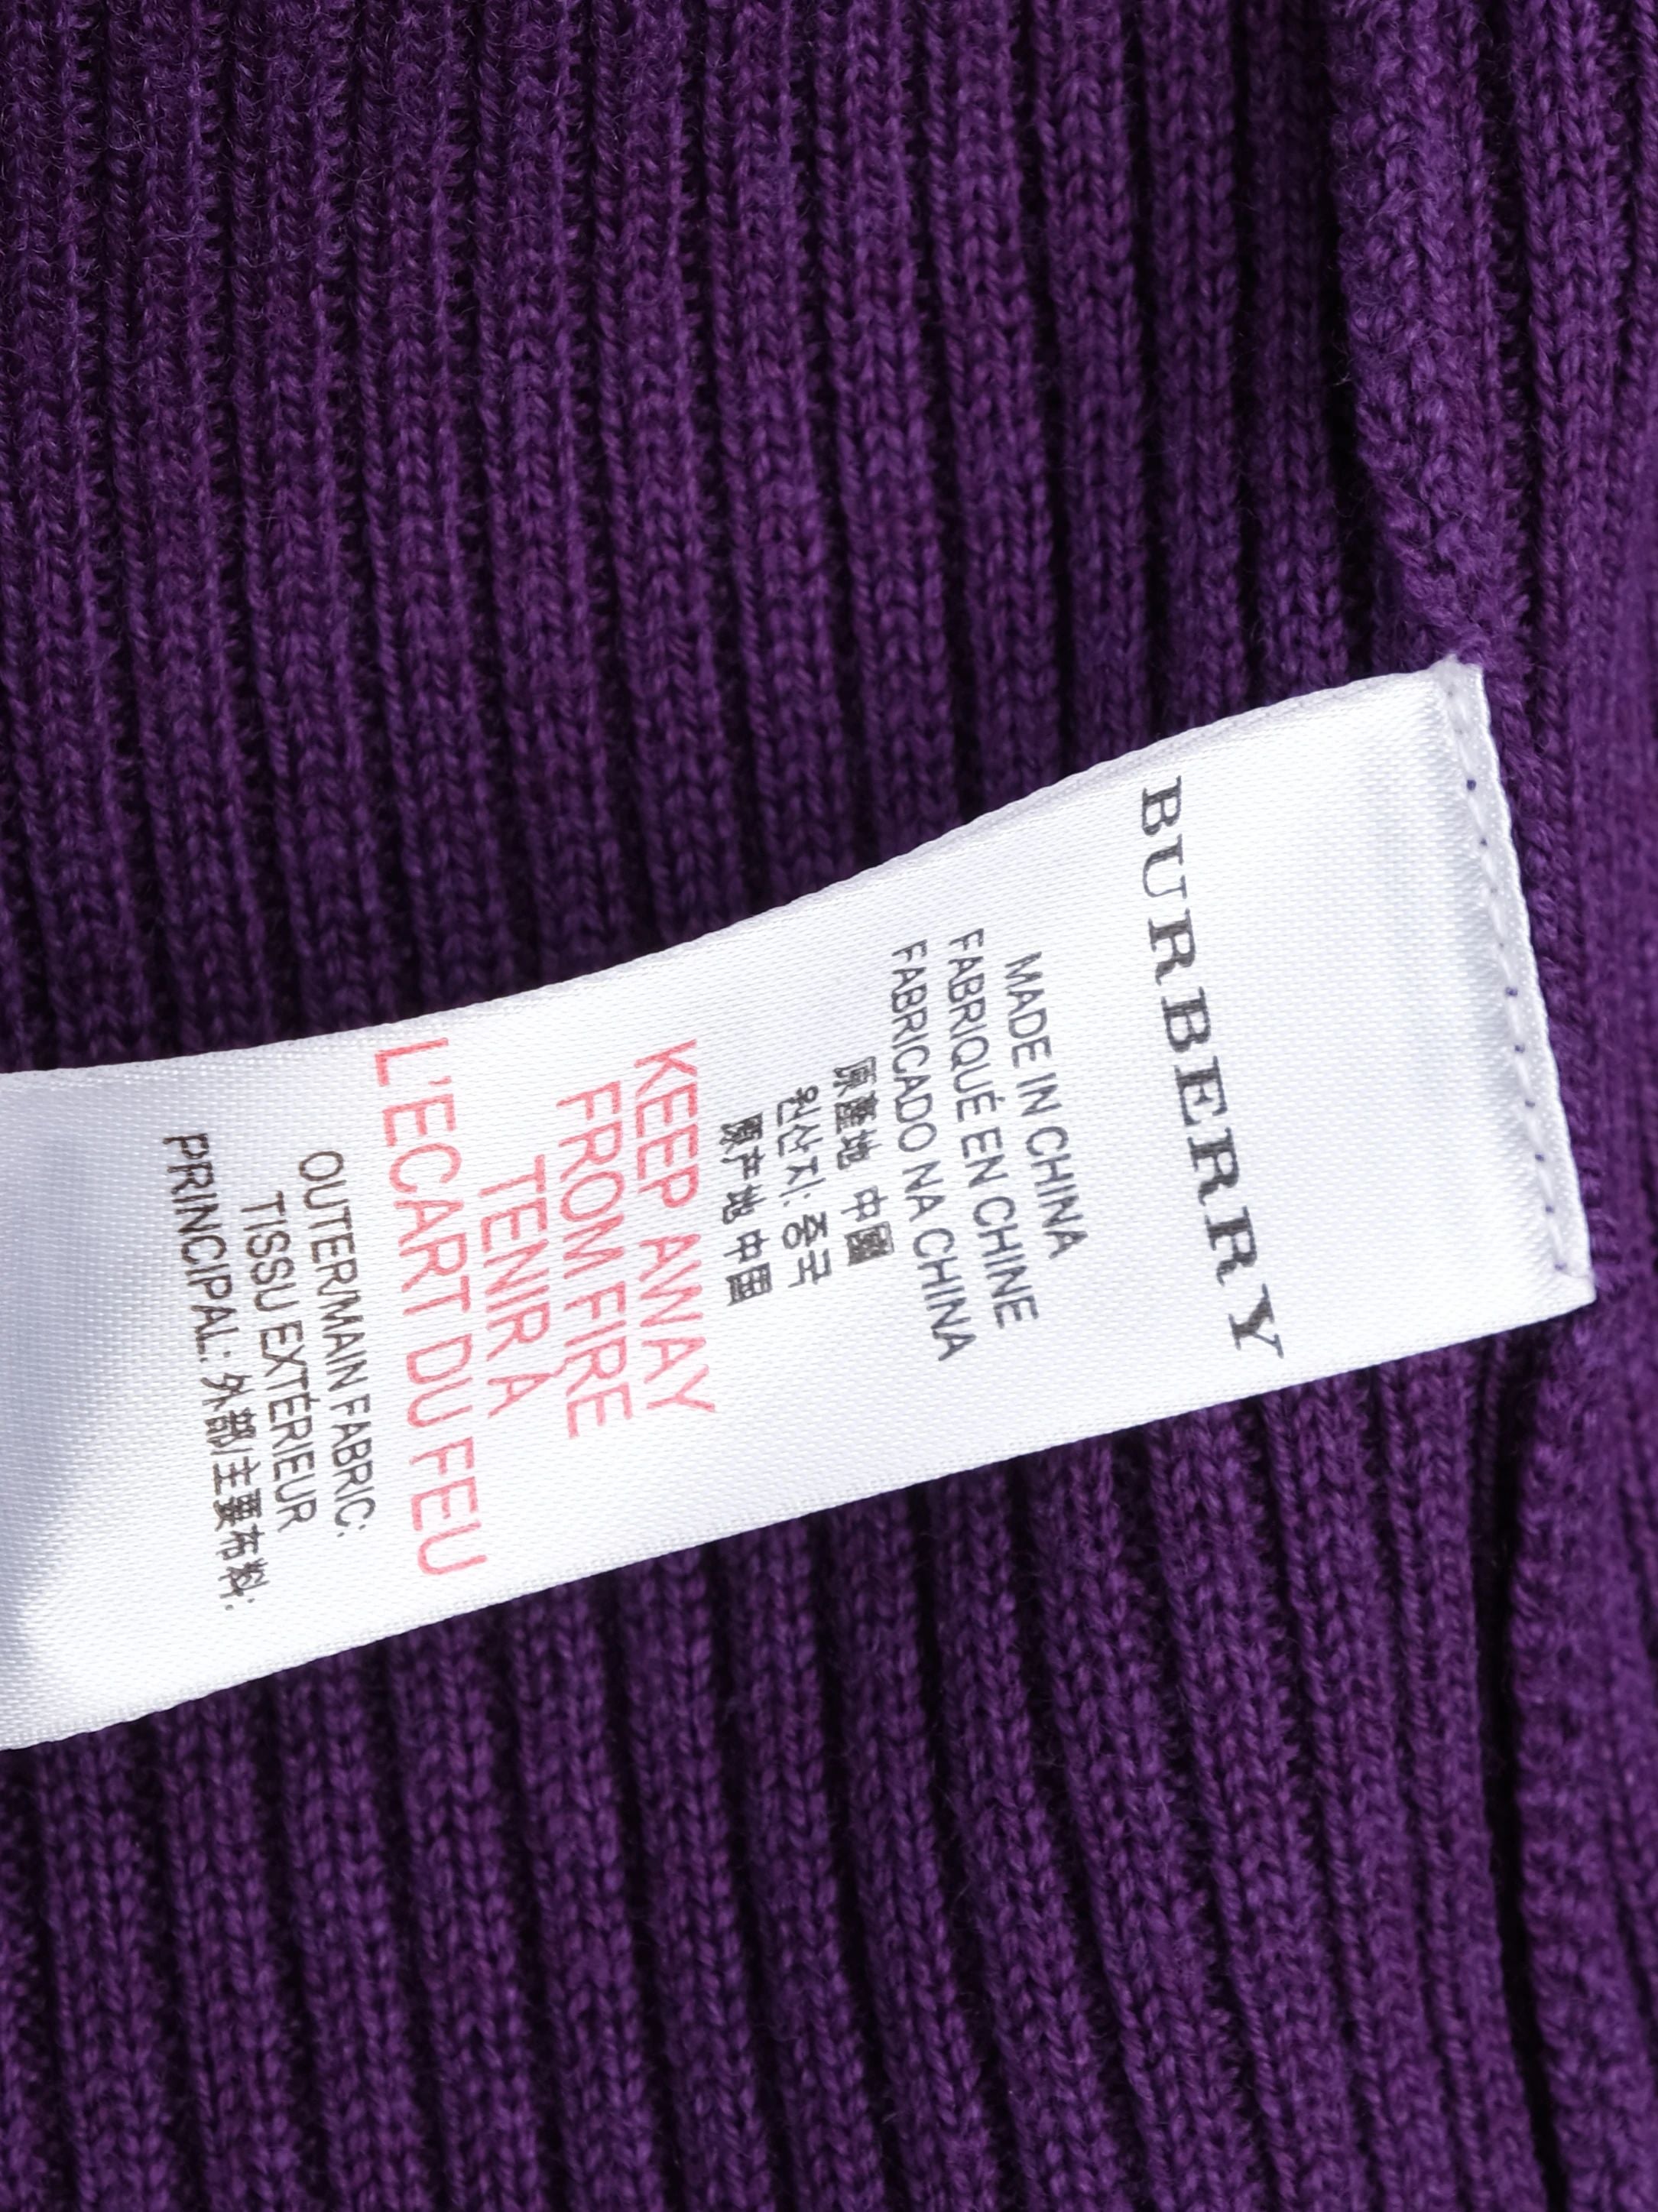 BURBERRY
MADE IN CHINA
FABRIQUÉ EN CHINE
FABRICADO NA CHINA
原產地 中國
원산지: 중국
原产地 中国
KEEP AWAY
FROM FIRE
TENIR A
L'ECART DU FEU
OUTER/MAIN FABRIC:
TISSU EXTÉRIEUR
PRINCIPAL: 外部/主要布料: